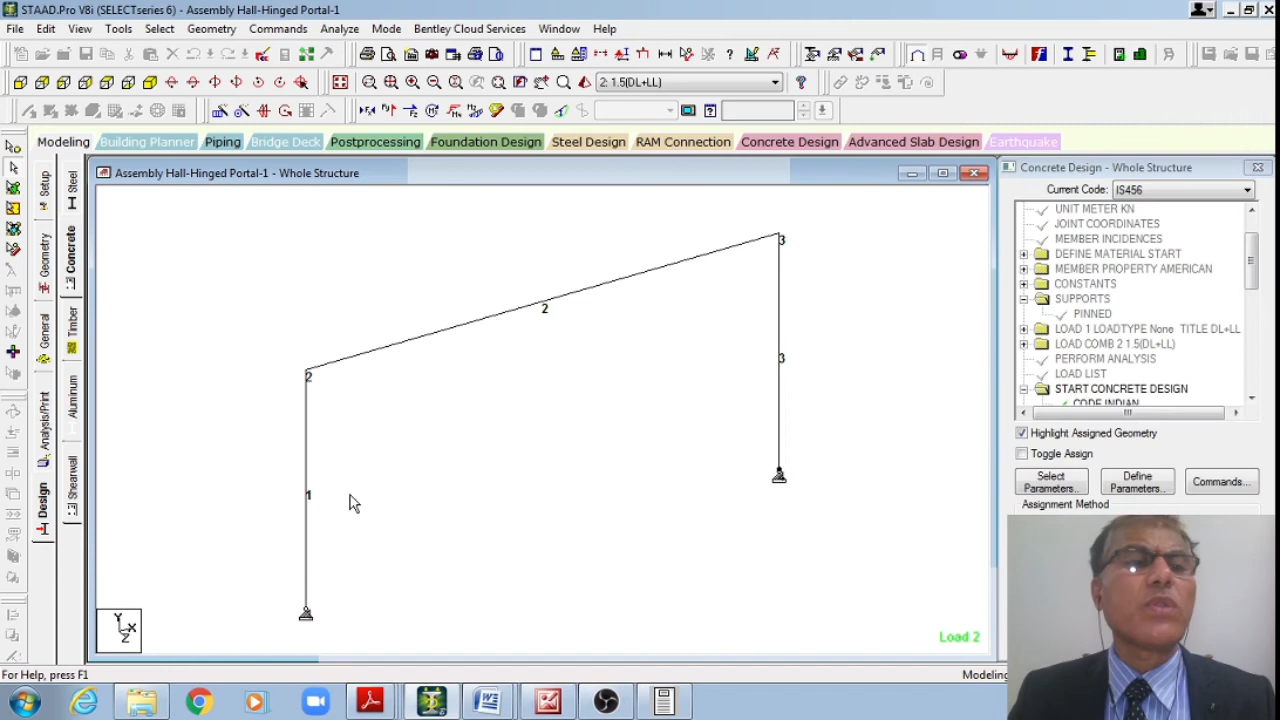 STAAD.Pro V8i (SELECTseries 6) - Assembly Hall-Hinged Portal-1
File Edit View Tools Select Geometry Commands Analyze Mode Bentley Cloud Services Window Help
2: 1.5(DL+LL)
Modeling Building Planner Piping Bridge Deck Postprocessing Foundation Design Steel Design RAM Connection Concrete Design Advanced Slab Design Earthquake
Setup
Geometry
General
Analysis/Print
Design
Steel
Concrete
Timber
Aluminum
Shearwall
Assembly Hall-Hinged Portal-1 - Whole Structure
3
2
2
3
1
Y
X
Z
Load 2
Concrete Design - Whole Structure
Current Code: IS456
UNIT METER KN
JOINT COORDINATES
MEMBER INCIDENCES
DEFINE MATERIAL START
MEMBER PROPERTY AMERICAN
CONSTANTS
SUPPORTS
PINNED
LOAD 1 LOADTYPE None TITLE DL+LL
LOAD COMB 2 1.5(DL+LL)
PERFORM ANALYSIS
LOAD LIST
START CONCRETE DESIGN
CODE INDIAN
Highlight Assigned Geometry
Toggle Assign
Select Parameters..
Define Parameters..
Commands...
Assignment Method
For Help, press F1
Modeling